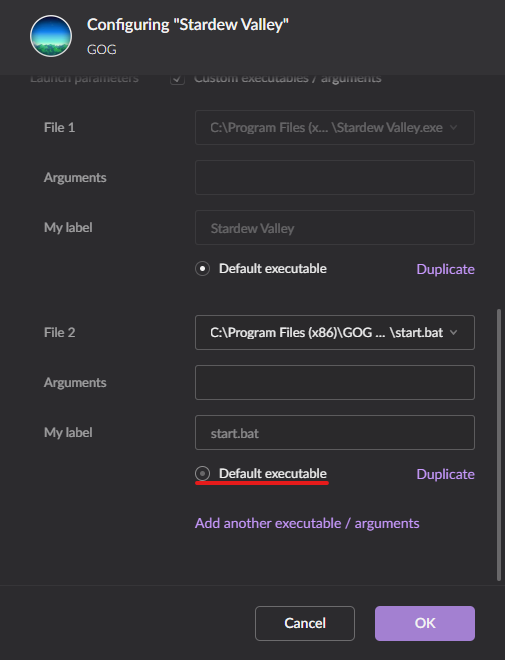 Configuring "Stardew Valley"
GOG
Launch parameters Custom executables / arguments
File 1 C:\Program Files (x... \Stardew Valley.exe
Arguments
My label Stardew Valley
Default executable Duplicate
File 2 C:\Program Files (x86)\GOG ... \start.bat
Arguments
My label start.bat
Default executable Duplicate
Add another executable / arguments
Cancel OK